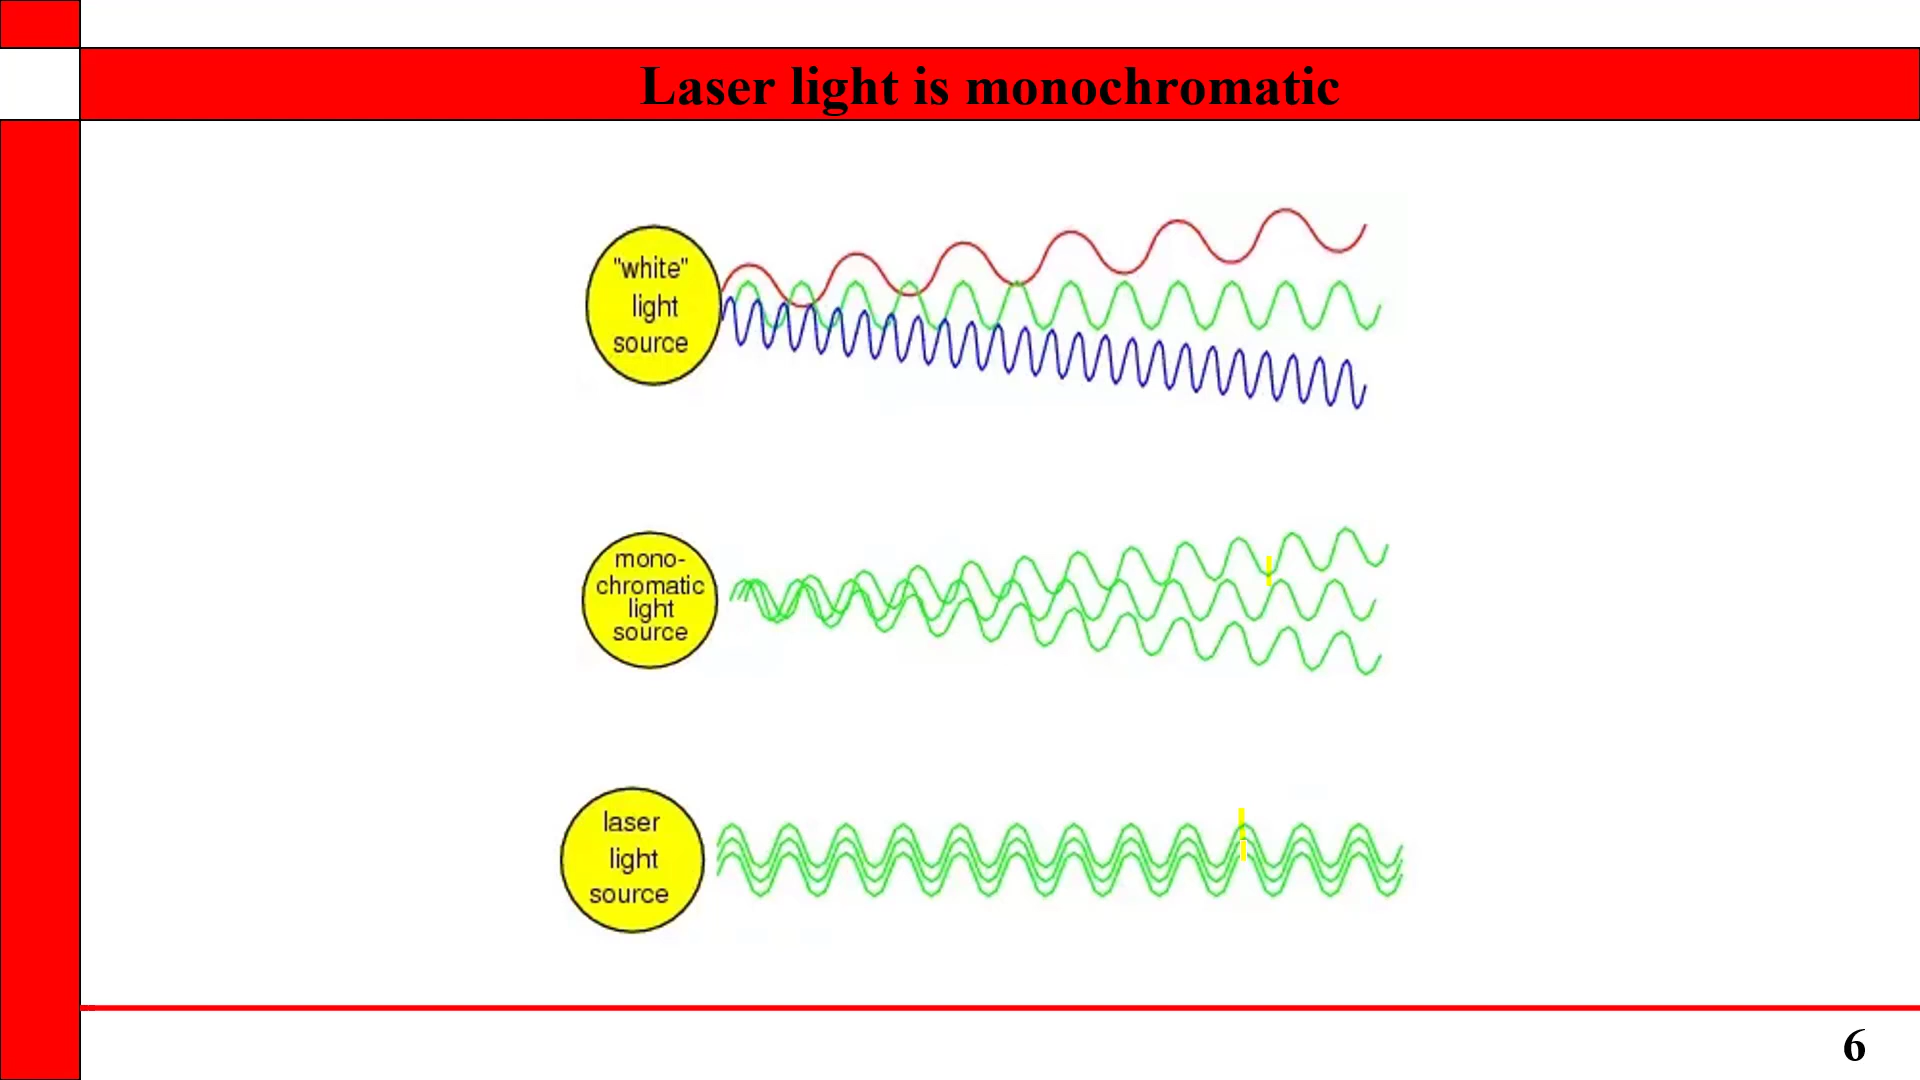 Laser light is monochromatic
"white"
light
source
mono-
chromatic
light
source
laser
light
source
6